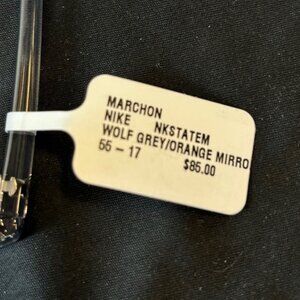 MARCHON
NIKE NKSTATEM
WOLF GREY/ORANGE MIRRO
55-17 $85.00